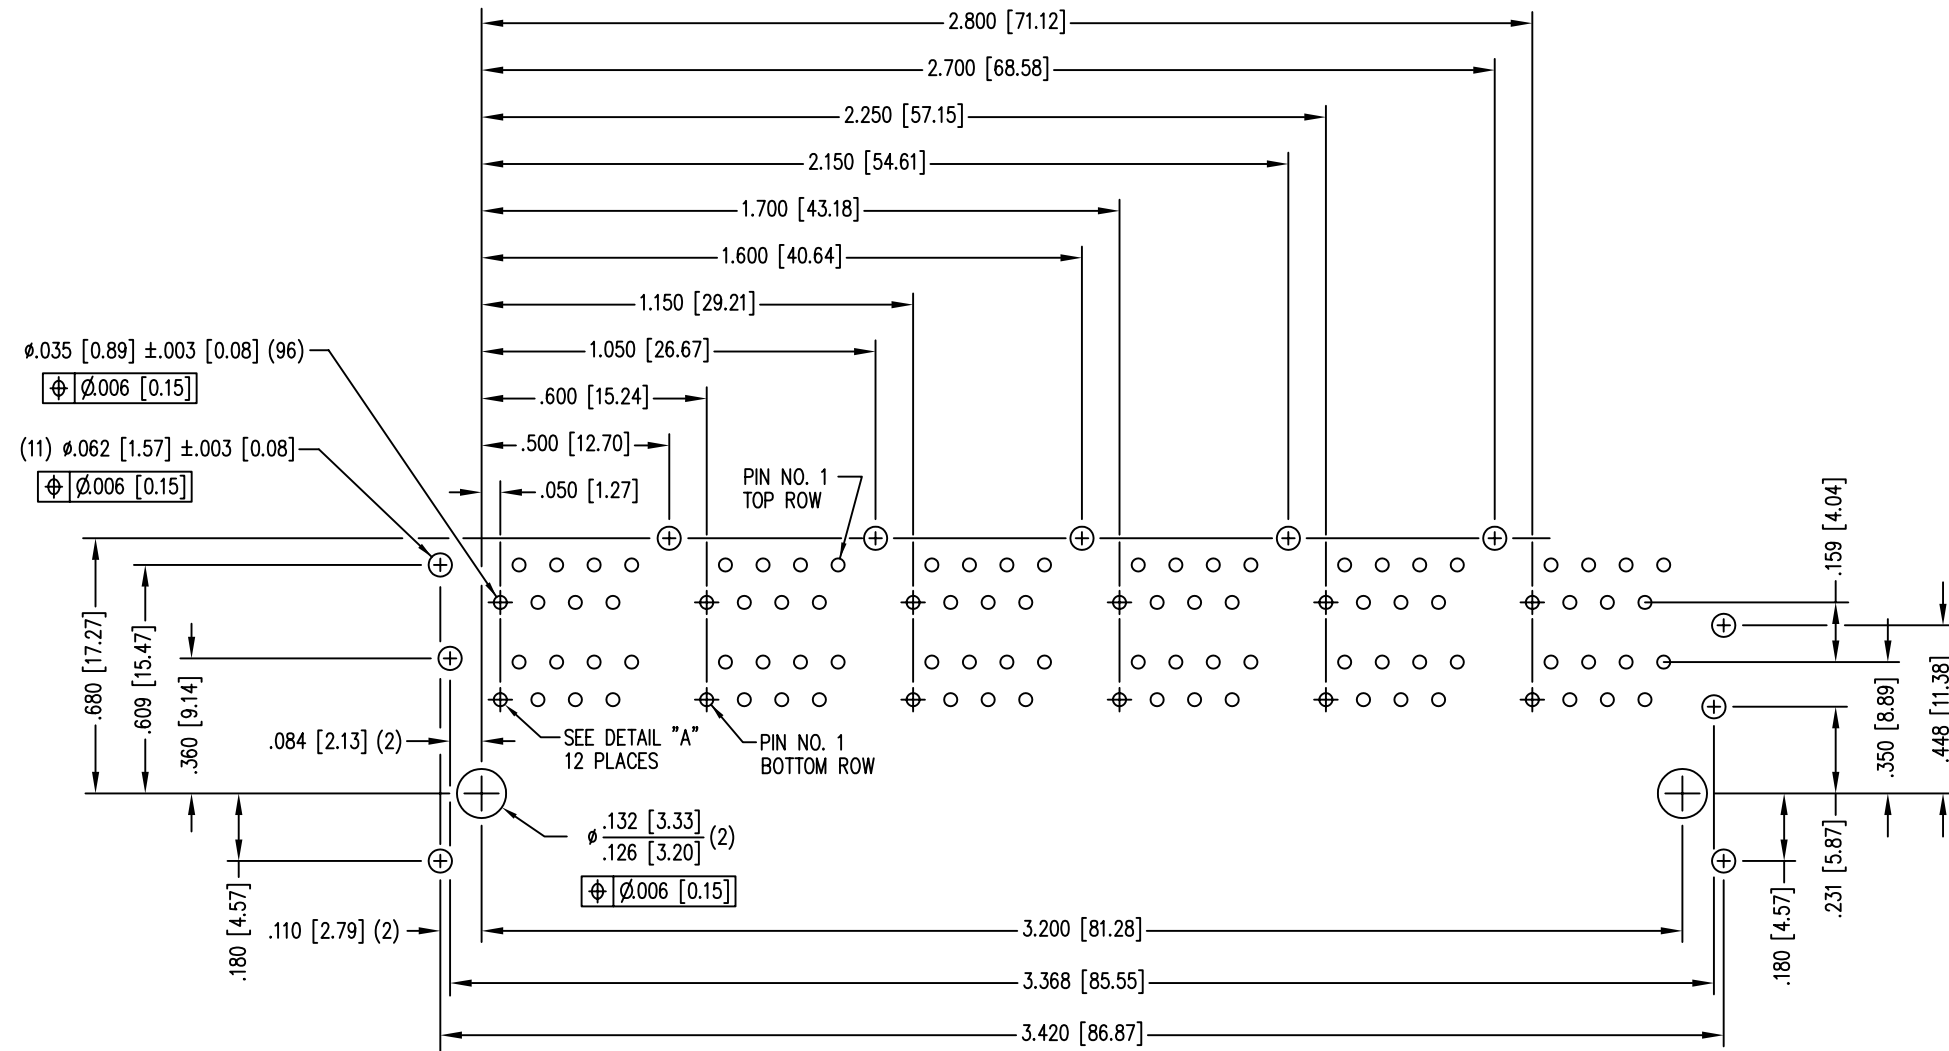 2.800 [71.12]
2.700 [68.58]
2.250 [57.15]
2.150 [54.61]
1.700 [43.18]
1.600 [40.64]
1.150 [29.21]
1.050 [26.67]
ø.035 [0.89] ±.003 [0.08] (96)
⌖ Ø.006 [0.15]
.600 [15.24]
(11) ø.062 [1.57] ±.003 [0.08]
⌖ Ø.006 [0.15]
.500 [12.70]
.050 [1.27]
PIN NO. 1
TOP ROW
.159 [4.04]
.680 [17.27]
.609 [15.47]
.360 [9.14]
.084 [2.13] (2)
SEE DETAIL "A"
12 PLACES
PIN NO. 1
BOTTOM ROW
.350 [8.89]
.448 [11.38]
ø .132 [3.33]
.126 [3.20] (2)
⌖ Ø.006 [0.15]
.231 [5.87]
.180 [4.57]
.110 [2.79] (2)
.180 [4.57]
3.200 [81.28]
3.368 [85.55]
3.420 [86.87]